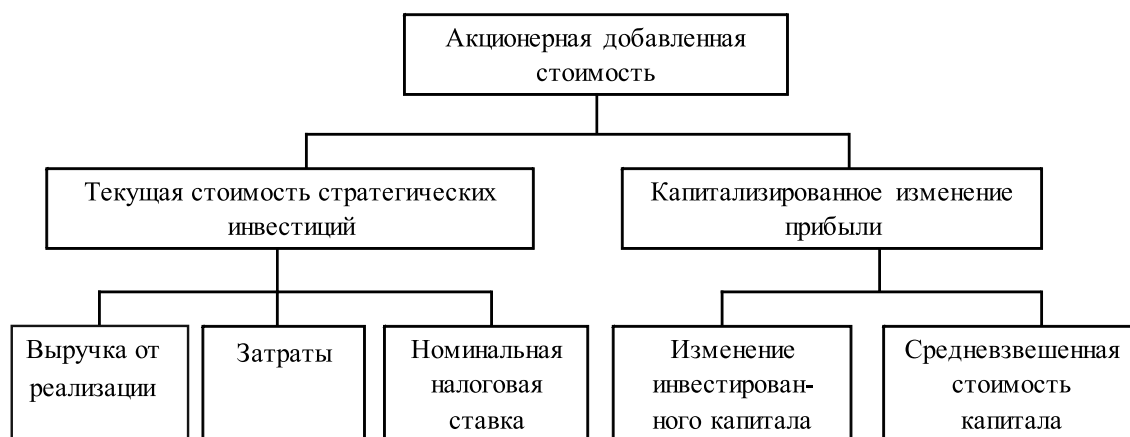 Акционерная добавленная
стоимость
Текущая стоимость стратегических
инвестиций
Капитализированное изменение
прибыли
Выручка от
реализации
Затраты
Номинальная
налоговая
ставка
Изменение
инвестирован-
ного капитала
Средневзвешенная
стоимость
капитала